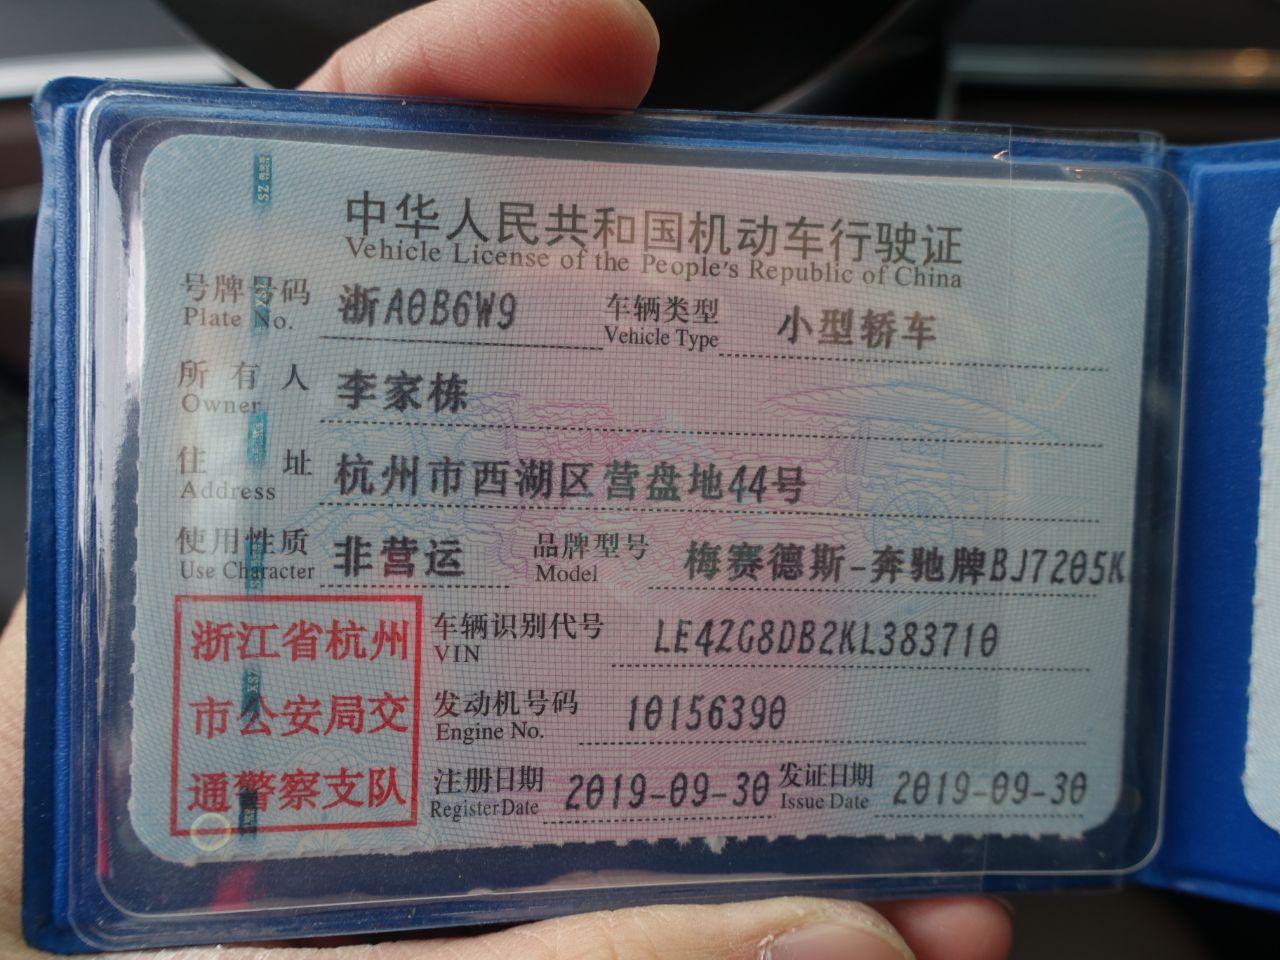 中华人民共和国机动车行驶证
Vehicle License of the People's Republic of China
号牌号码 浙A0B6W9 车辆类型 小型轿车
Plate No. Vehicle Type
所有人 李家栋
Owner
住址 杭州市西湖区营盘地44号
Address
使用性质 非营运 品牌型号 梅赛德斯-奔驰牌BJ7205K
Use Character Model
浙江省杭州 车辆识别代号 LE4ZG8DB2KL383710
VIN
市公安局交 发动机号码 10156390
Engine No.
通警察支队 注册日期 2019-09-30 发证日期 2019-09-30
Register Date Issue Date